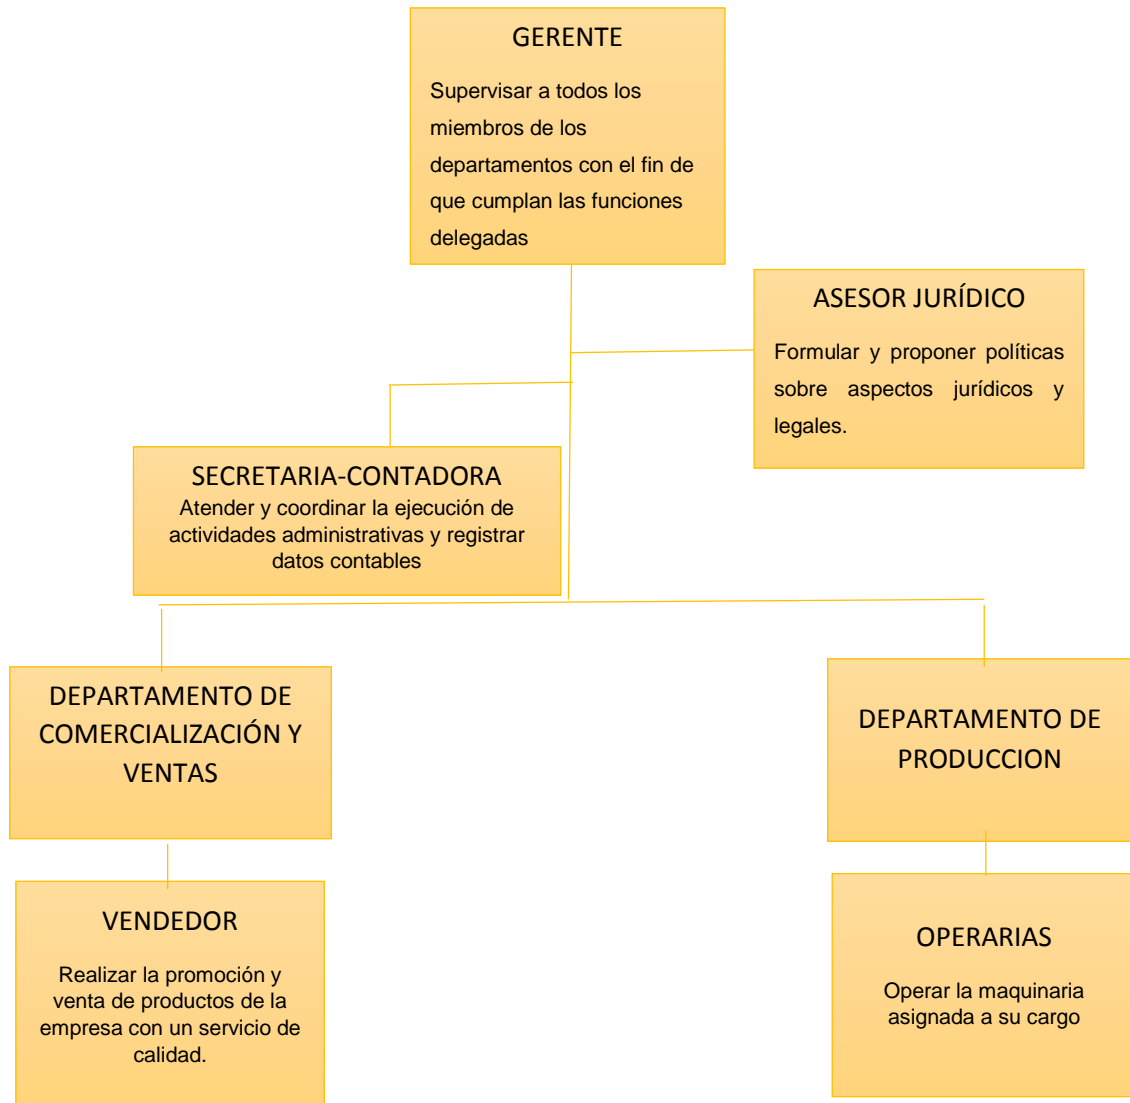 GERENTE
Supervisar a todos los
miembros de los
departamentos con el fin de
que cumplan las funciones
delegadas
ASESOR JURÍDICO
Formular y proponer políticas
sobre aspectos jurídicos y
legales.
SECRETARIA-CONTADORA
Atender y coordinar la ejecución de
actividades administrativas y registrar
datos contables
DEPARTAMENTO DE
COMERCIALIZACIÓN Y
VENTAS
DEPARTAMENTO DE
PRODUCCION
VENDEDOR
Realizar la promoción y
venta de productos de la
empresa con un servicio de
calidad.
OPERARIAS
Operar la maquinaria
asignada a su cargo